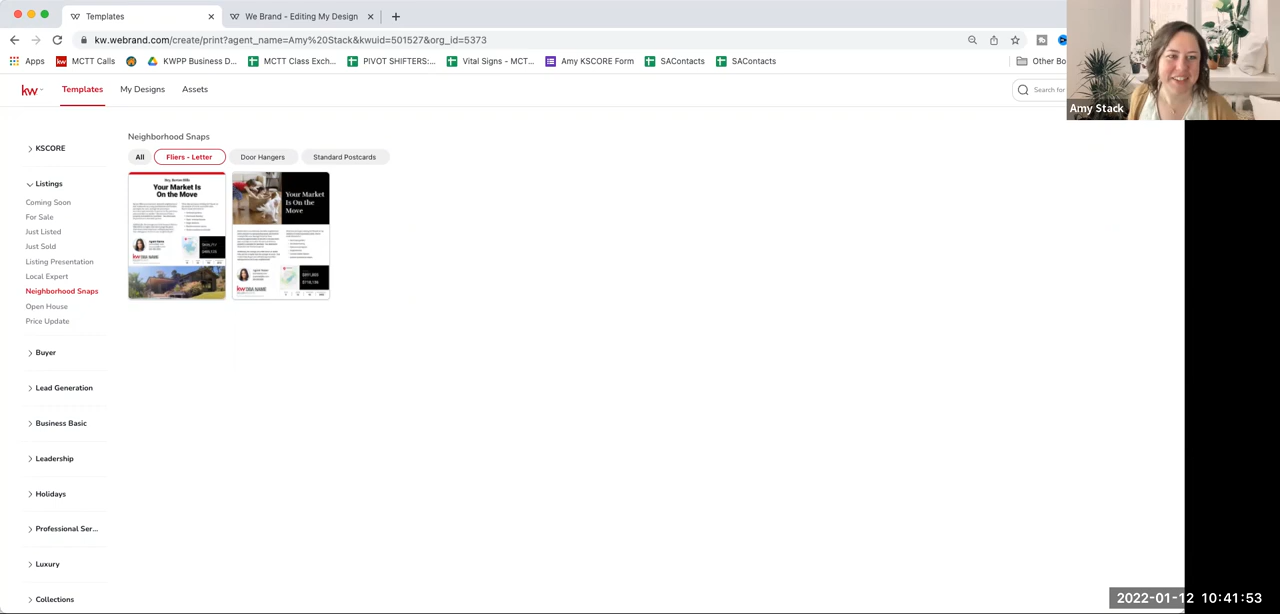 Templates
We Brand - Editing My Design
kw.webrand.com/create/print?agent_name=Amy%20Stack&kwuid=501527&org_id=5373
Apps
MCTT Calls
KWPP Business D...
MCTT Class Exch...
PIVOT SHIFTERS:...
Vital Signs - MCT...
Amy KSCORE Form
SAContacts
SAContacts
Other Bo
kw
Templates
My Designs
Assets
Search for
Amy Stack
KSCORE
Listings
Coming Soon
For Sale
Just Listed
Just Sold
Listing Presentation
Local Expert
Neighborhood Snaps
Open House
Price Update
Buyer
Lead Generation
Business Basic
Leadership
Holidays
Professional Ser...
Luxury
Collections
Neighborhood Snaps
All
Fliers - Letter
Door Hangers
Standard Postcards
Your Market Is
On the Move
Your Market
Is On the
Move
2022-01-12 10:41:53